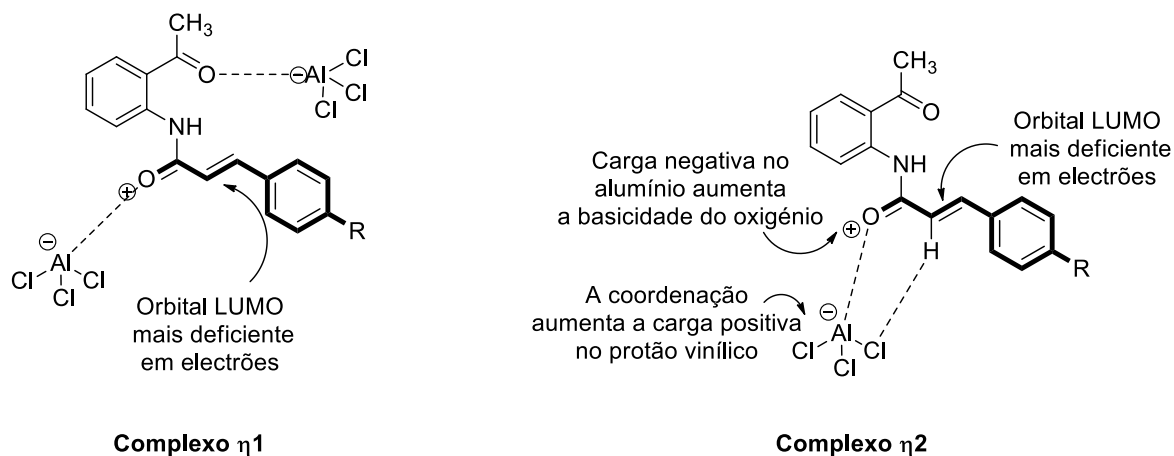 CH3
O
⊖Al
Cl
Cl
Cl
NH
O
⊕
R
⊖
Al
Cl
Cl
Cl
Orbital LUMO
mais deficiente
em electrões
Complexo η1
CH3
O
NH
Orbital LUMO
mais deficiente
em electrões
Carga negativa no
alumínio aumenta
a basicidade do oxigénio
O
⊕
H
R
A coordenação
aumenta a carga positiva
no protão vinílico
⊖
Al
Cl
Cl
Cl
Complexo η2